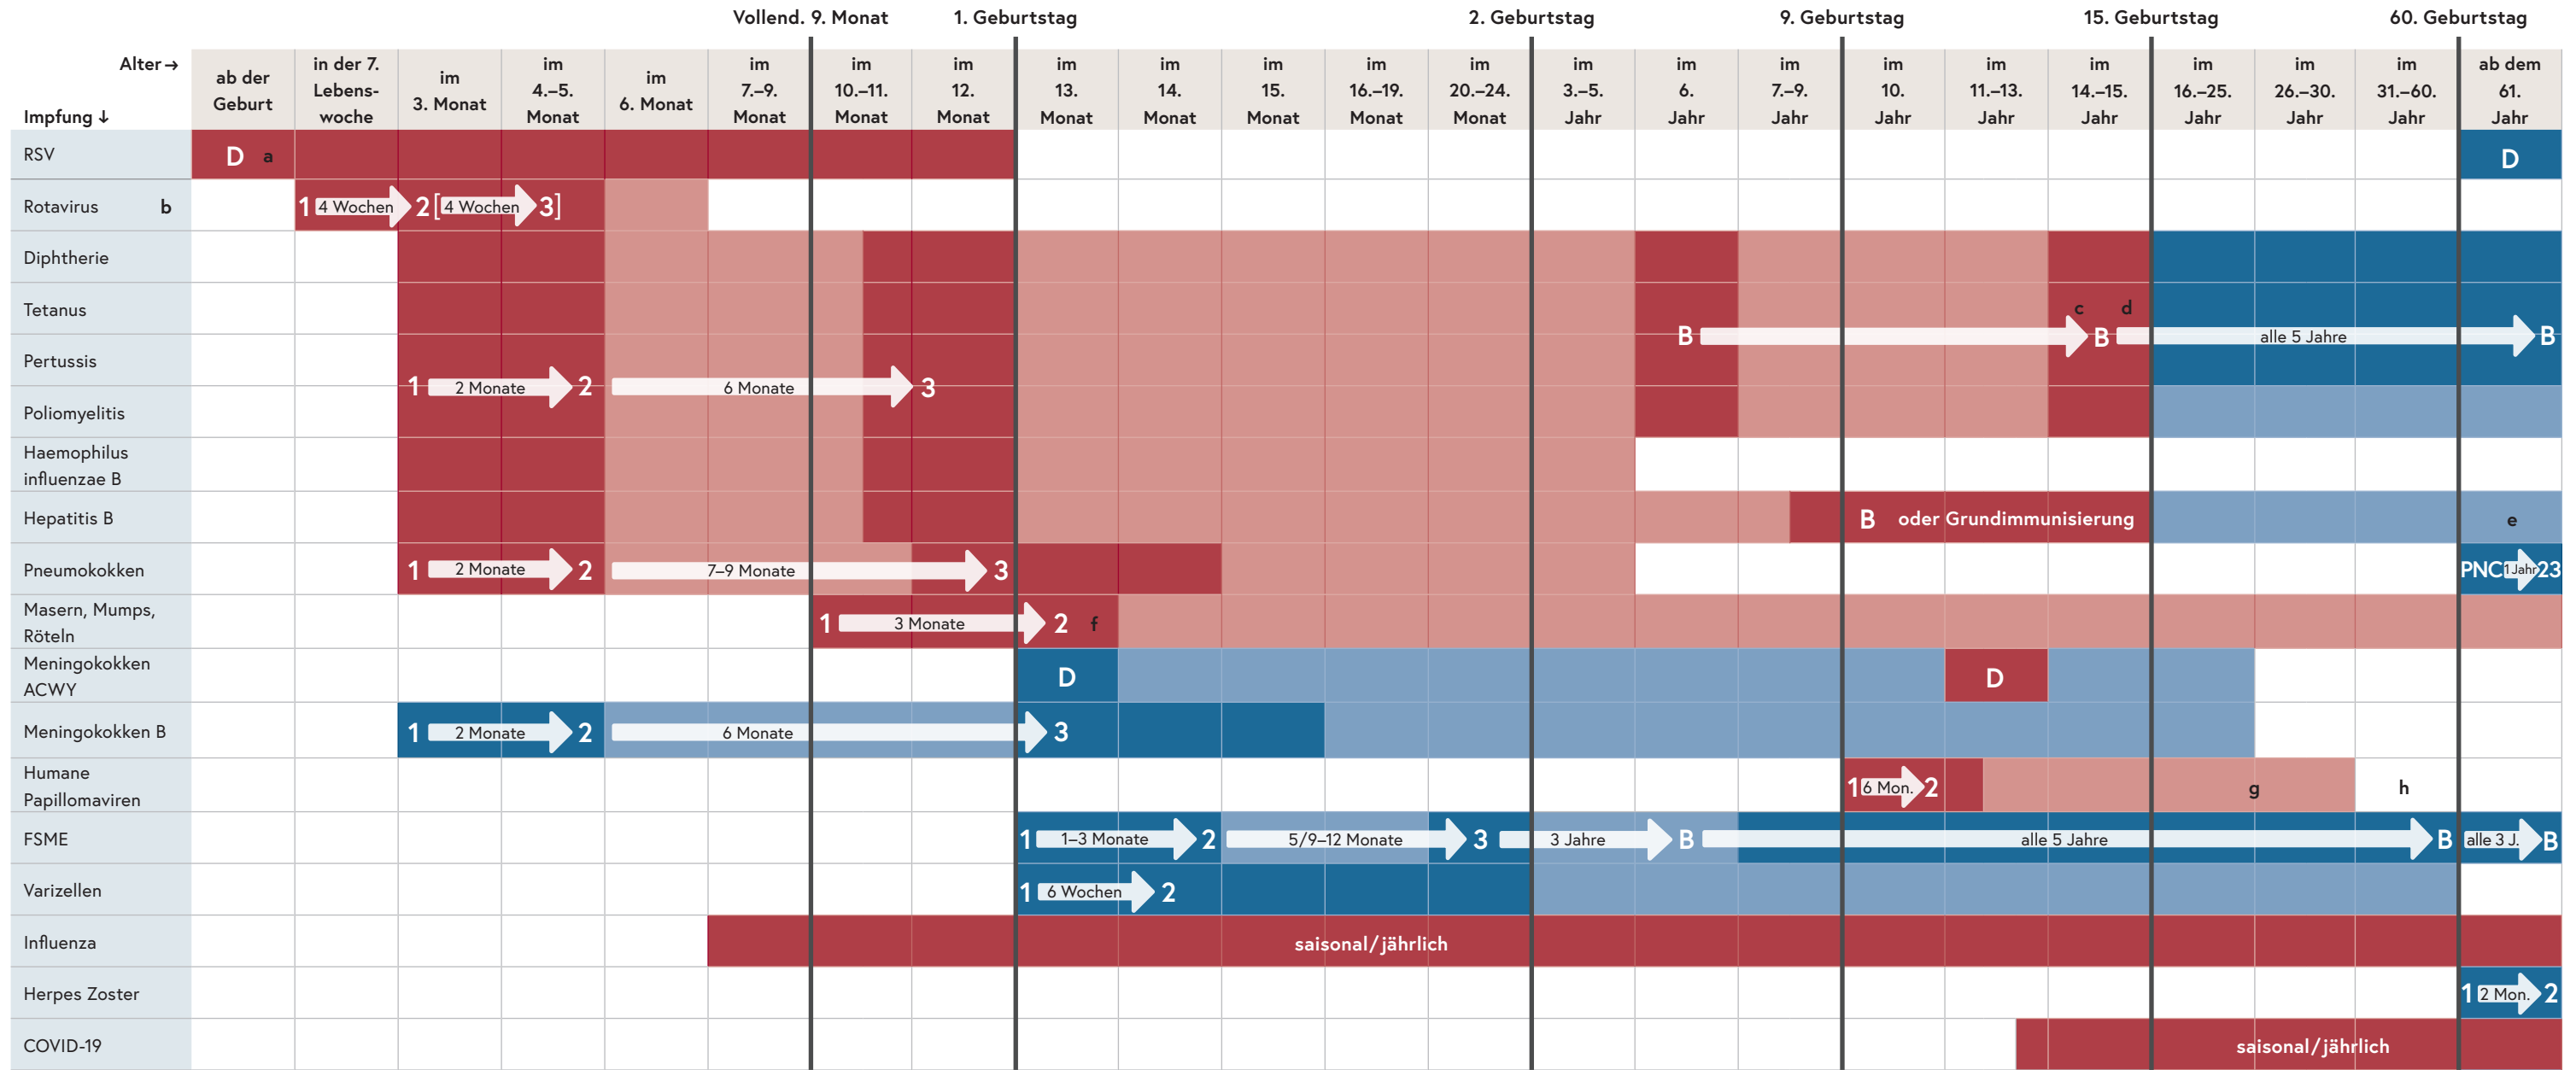 Vollend. 9. Monat 1. Geburtstag 2. Geburtstag 9. Geburtstag 15. Geburtstag 60. Geburtstag
Alter→
Impfung ↓
ab der
Geburt
in der 7.
Lebens-
woche
im
3. Monat
im
4.–5.
Monat
im
6. Monat
im
7.–9.
Monat
im
10.–11.
Monat
im
12.
Monat
im
13.
Monat
im
14.
Monat
im
15.
Monat
im
16.–19.
Monat
im
20.–24.
Monat
im
3.–5.
Jahr
im
6.
Jahr
im
7.–9.
Jahr
im
10.
Jahr
im
11.–13.
Jahr
im
14.–15.
Jahr
im
16.–25.
Jahr
im
26.–30.
Jahr
im
31.–60.
Jahr
ab dem
61.
Jahr
RSV D a D
Rotavirus b 1 4 Wochen 2 [ 4 Wochen 3]
Diphtherie
Tetanus c d
B B alle 5 Jahre B
Pertussis
1 2 Monate 2 6 Monate 3
Poliomyelitis
Haemophilus
influenzae B
Hepatitis B B oder Grundimmunisierung e
Pneumokokken 1 2 Monate 2 7–9 Monate 3 PNC 1 Jahr 23
Masern, Mumps,
Röteln
1 3 Monate 2 f
Meningokokken
ACWY
D D
Meningokokken B 1 2 Monate 2 6 Monate 3
Humane
Papillomaviren
1 6 Mon. 2 g h
FSME 1 1–3 Monate 2 5/9–12 Monate 3 3 Jahre B alle 5 Jahre B alle 3 J. B
Varizellen 1 6 Wochen 2
Influenza saisonal/jährlich
Herpes Zoster 1 2 Mon. 2
COVID-19 saisonal/jährlich